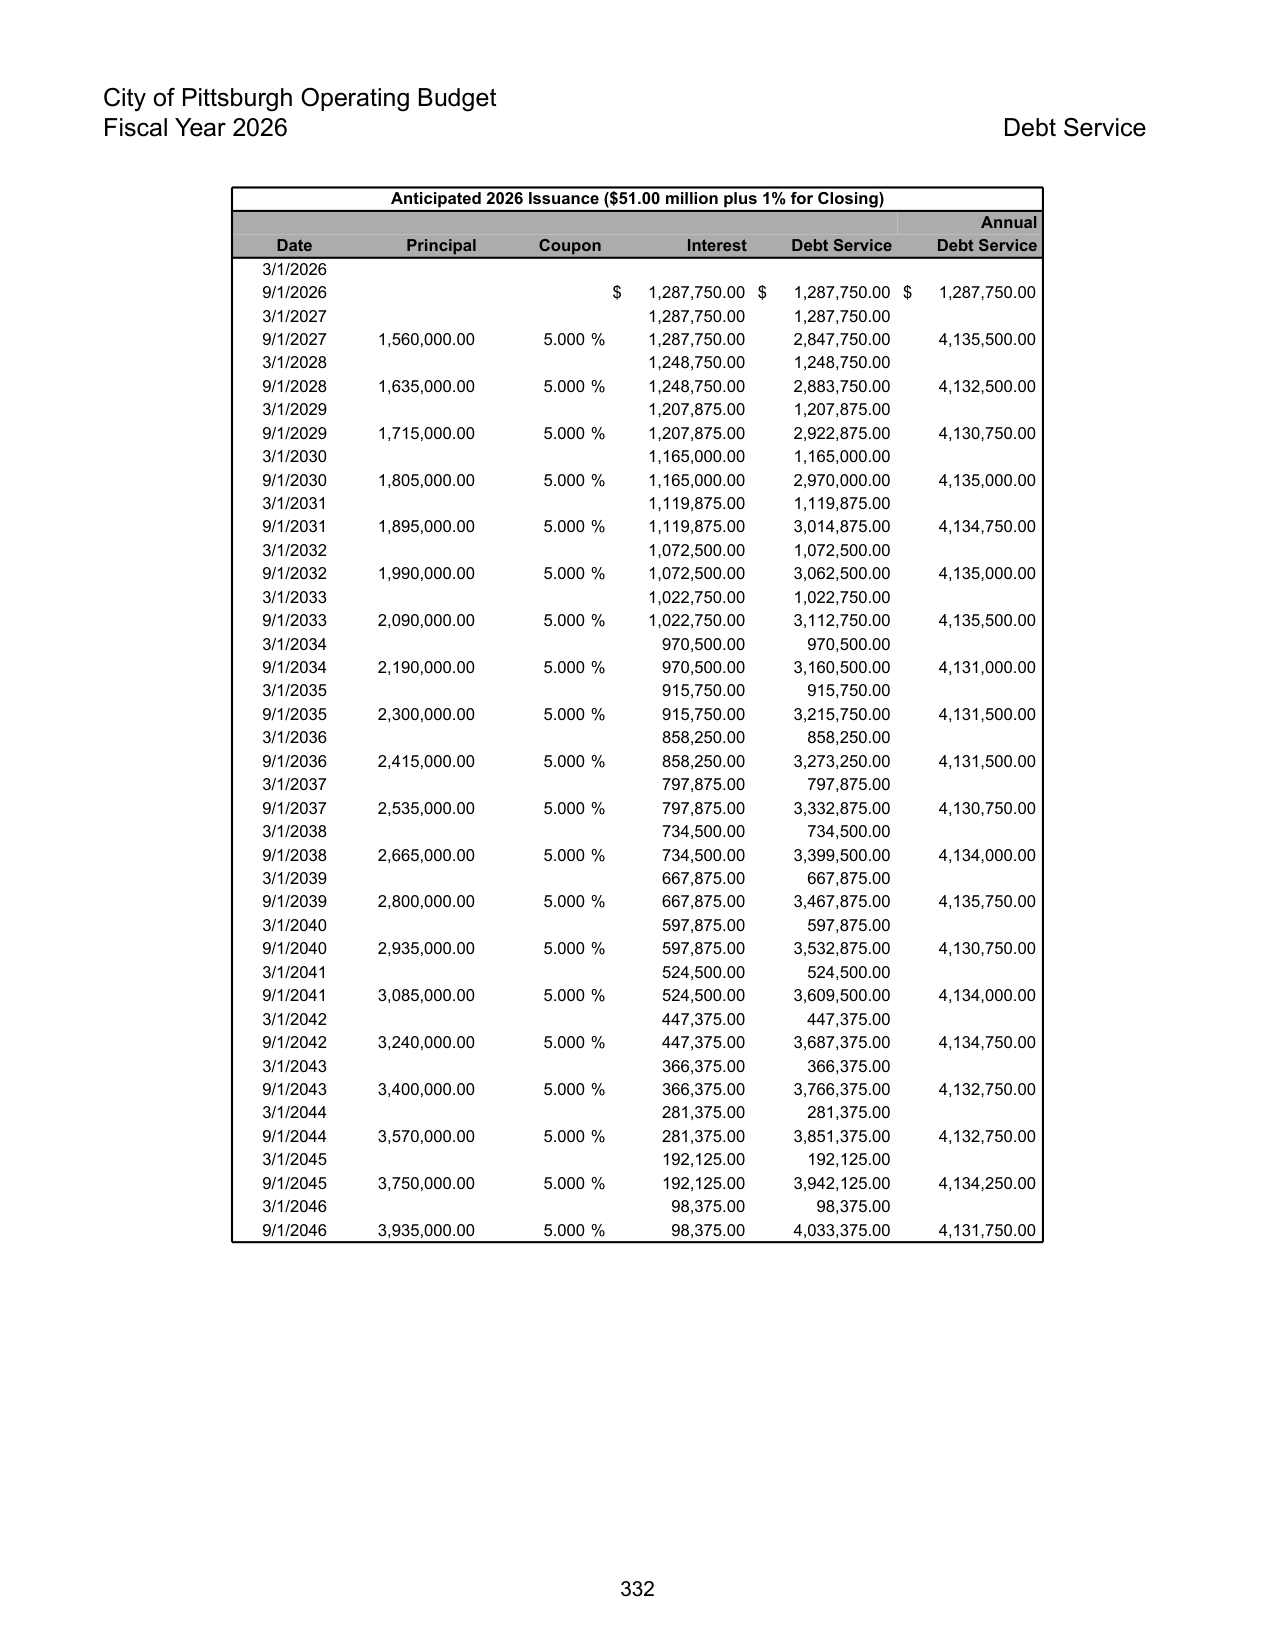 City of Pittsburgh Operating Budget
Fiscal Year 2026 Debt Service
Anticipated 2026 Issuance ($51.00 million plus 1% for Closing)
Annual
Date Principal Coupon Interest Debt Service Debt Service
3/1/2026
9/1/2026 $ 1,287,750.00 $ 1,287,750.00 $ 1,287,750.00
3/1/2027 1,287,750.00 1,287,750.00
9/1/2027 1,560,000.00 5.000 % 1,287,750.00 2,847,750.00 4,135,500.00
3/1/2028 1,248,750.00 1,248,750.00
9/1/2028 1,635,000.00 5.000 % 1,248,750.00 2,883,750.00 4,132,500.00
3/1/2029 1,207,875.00 1,207,875.00
9/1/2029 1,715,000.00 5.000 % 1,207,875.00 2,922,875.00 4,130,750.00
3/1/2030 1,165,000.00 1,165,000.00
9/1/2030 1,805,000.00 5.000 % 1,165,000.00 2,970,000.00 4,135,000.00
3/1/2031 1,119,875.00 1,119,875.00
9/1/2031 1,895,000.00 5.000 % 1,119,875.00 3,014,875.00 4,134,750.00
3/1/2032 1,072,500.00 1,072,500.00
9/1/2032 1,990,000.00 5.000 % 1,072,500.00 3,062,500.00 4,135,000.00
3/1/2033 1,022,750.00 1,022,750.00
9/1/2033 2,090,000.00 5.000 % 1,022,750.00 3,112,750.00 4,135,500.00
3/1/2034 970,500.00 970,500.00
9/1/2034 2,190,000.00 5.000 % 970,500.00 3,160,500.00 4,131,000.00
3/1/2035 915,750.00 915,750.00
9/1/2035 2,300,000.00 5.000 % 915,750.00 3,215,750.00 4,131,500.00
3/1/2036 858,250.00 858,250.00
9/1/2036 2,415,000.00 5.000 % 858,250.00 3,273,250.00 4,131,500.00
3/1/2037 797,875.00 797,875.00
9/1/2037 2,535,000.00 5.000 % 797,875.00 3,332,875.00 4,130,750.00
3/1/2038 734,500.00 734,500.00
9/1/2038 2,665,000.00 5.000 % 734,500.00 3,399,500.00 4,134,000.00
3/1/2039 667,875.00 667,875.00
9/1/2039 2,800,000.00 5.000 % 667,875.00 3,467,875.00 4,135,750.00
3/1/2040 597,875.00 597,875.00
9/1/2040 2,935,000.00 5.000 % 597,875.00 3,532,875.00 4,130,750.00
3/1/2041 524,500.00 524,500.00
9/1/2041 3,085,000.00 5.000 % 524,500.00 3,609,500.00 4,134,000.00
3/1/2042 447,375.00 447,375.00
9/1/2042 3,240,000.00 5.000 % 447,375.00 3,687,375.00 4,134,750.00
3/1/2043 366,375.00 366,375.00
9/1/2043 3,400,000.00 5.000 % 366,375.00 3,766,375.00 4,132,750.00
3/1/2044 281,375.00 281,375.00
9/1/2044 3,570,000.00 5.000 % 281,375.00 3,851,375.00 4,132,750.00
3/1/2045 192,125.00 192,125.00
9/1/2045 3,750,000.00 5.000 % 192,125.00 3,942,125.00 4,134,250.00
3/1/2046 98,375.00 98,375.00
9/1/2046 3,935,000.00 5.000 % 98,375.00 4,033,375.00 4,131,750.00
332